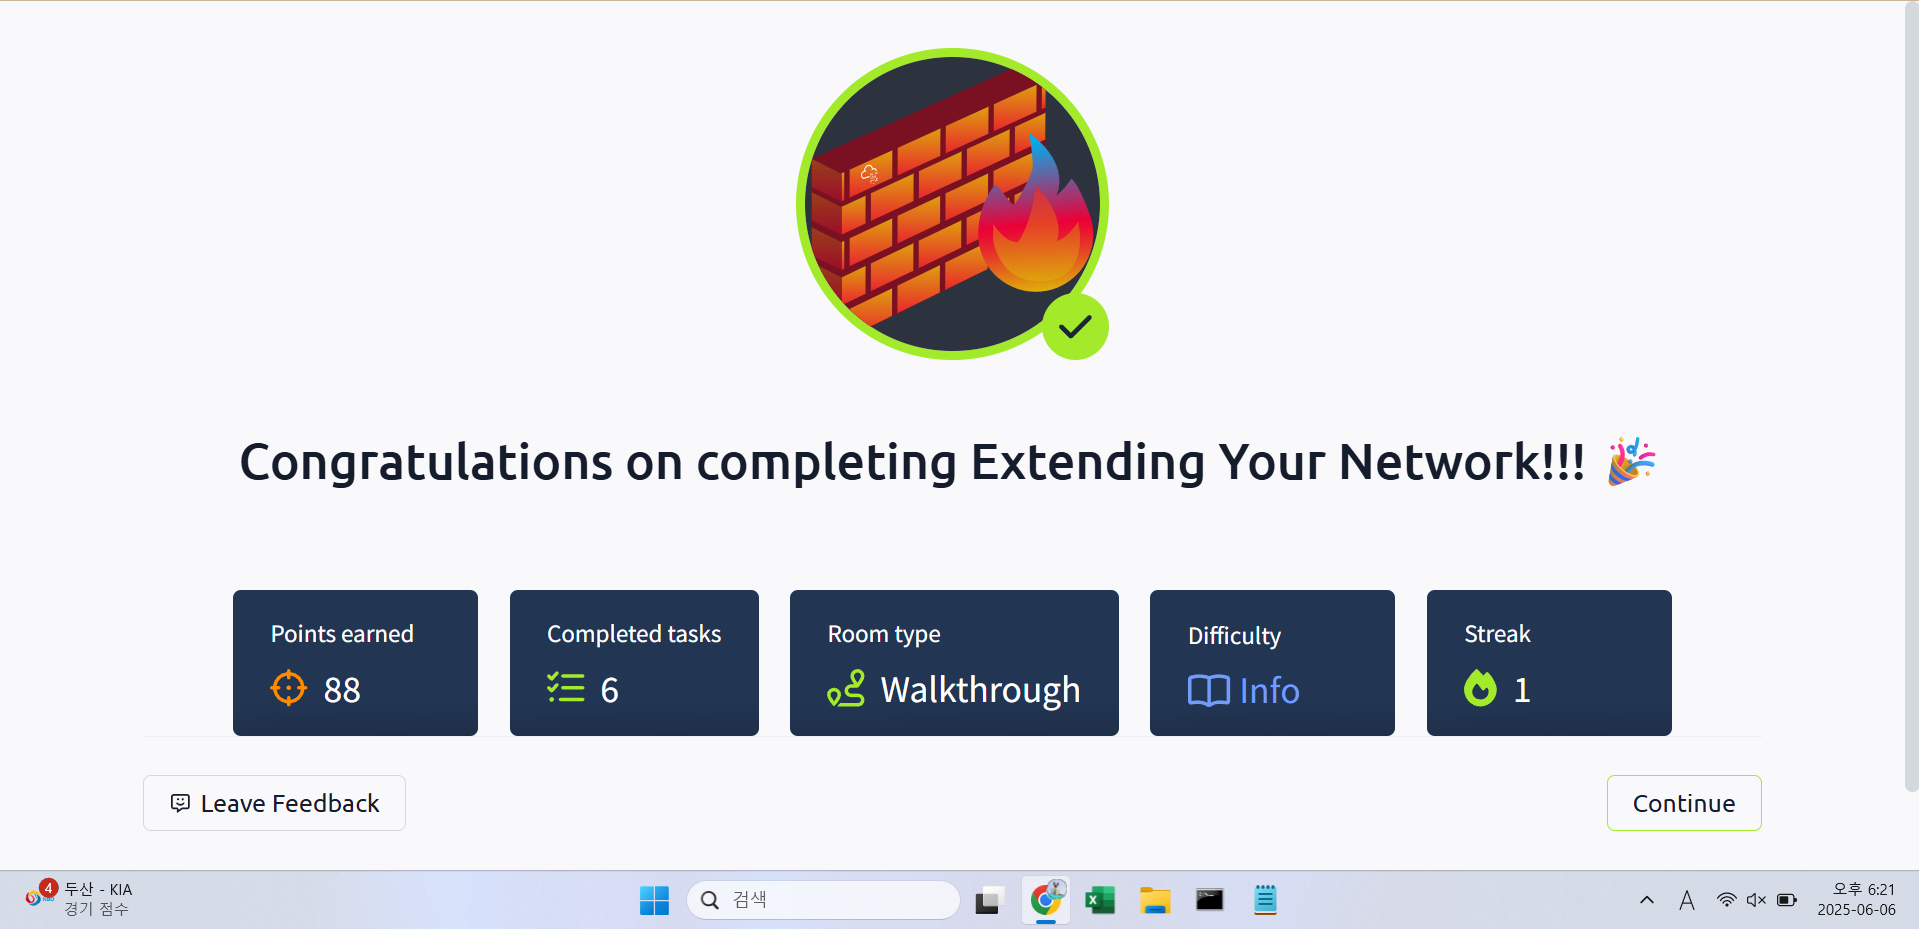 Congratulations on completing Extending Your Network!!!
Points earned
88
Completed tasks
6
Room type
Walkthrough
Difficulty
Info
Streak
1
Leave Feedback
Continue
4
두산 - KIA
경기 점수
검색
A
오후 6:21
2025-06-06